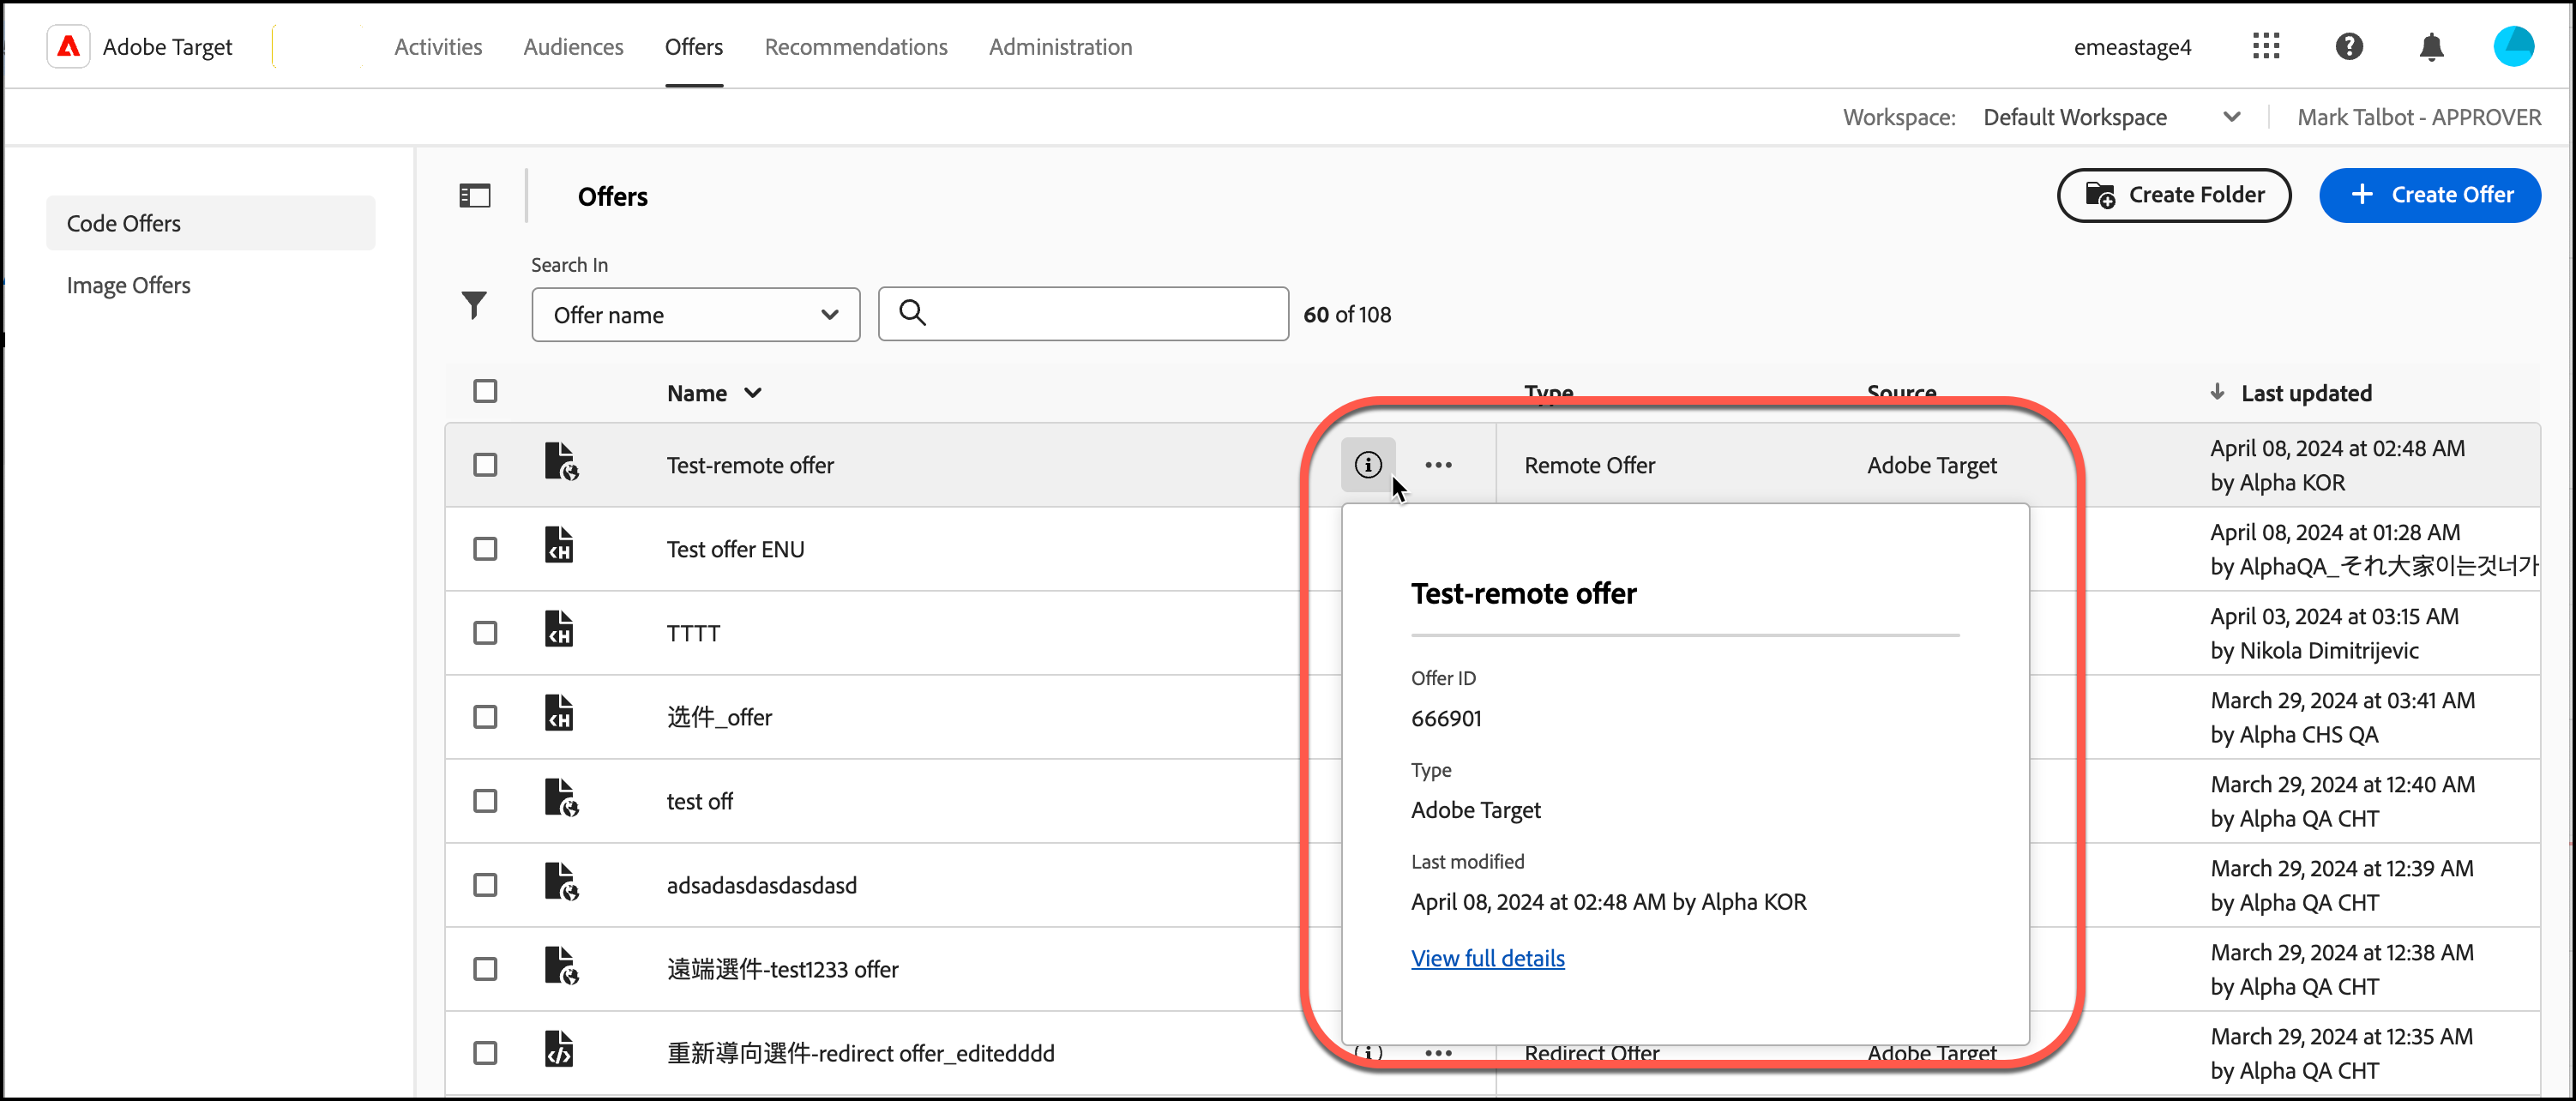 Adobe Target
Activities
Audiences
Offers
Recommendations
Administration
emeastage4
Workspace:
Default Workspace
Mark Talbot - APPROVER
Code Offers
Image Offers
Offers
Create Folder
Create Offer
Search In
Offer name
60 of 108
Name
Type
Source
Last updated
Test-remote offer
Remote Offer
Adobe Target
April 08, 2024 at 02:48 AM
by Alpha KOR
Test offer ENU
April 08, 2024 at 01:28 AM
by AlphaQA_それ大家이는것너가
TTTT
April 03, 2024 at 03:15 AM
by Nikola Dimitrijevic
选件_offer
March 29, 2024 at 03:41 AM
by Alpha CHS QA
test off
March 29, 2024 at 12:40 AM
by Alpha QA CHT
adsadasdasdasdasd
March 29, 2024 at 12:39 AM
by Alpha QA CHT
遠端選件-test1233 offer
March 29, 2024 at 12:38 AM
by Alpha QA CHT
重新導向選件-redirect offer_editedddd
Redirect Offer
Adobe Target
March 29, 2024 at 12:35 AM
by Alpha QA CHT
Test-remote offer
Offer ID
666901
Type
Adobe Target
Last modified
April 08, 2024 at 02:48 AM by Alpha KOR
View full details